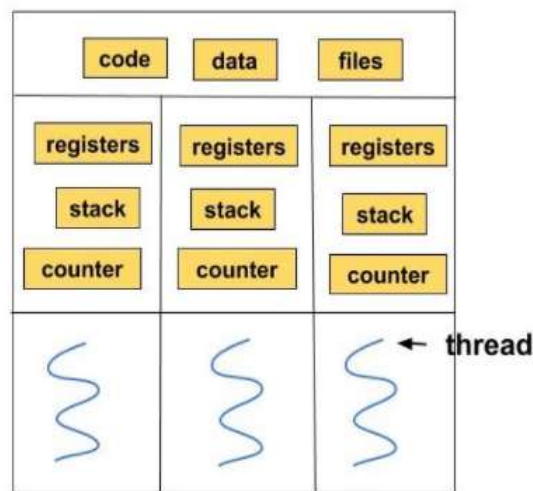 code data files
registers registers registers
stack stack stack
counter counter counter
thread